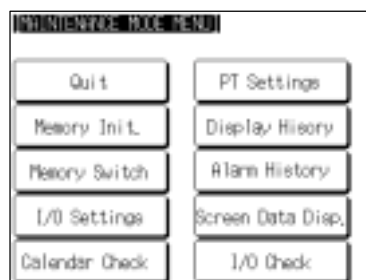 [MAINTENANCE MODE MENU]
Quit
PT Settings
Memory Init.
Display Hisory
Memory Switch
Alarm History
I/O Settings
Screen Data Disp.
Calendar Check
I/O Check